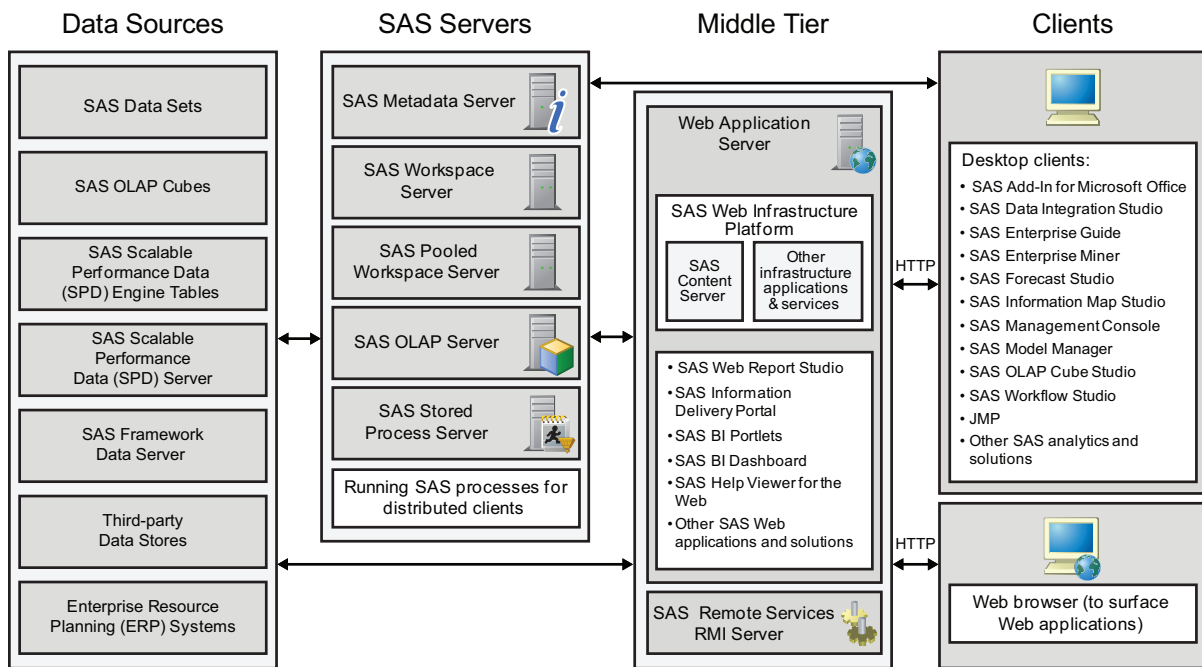 Data Sources
SAS Data Sets
SAS OLAP Cubes
SAS Scalable
Performance Data
(SPD) Engine Tables
SAS Scalable
Performance
Data (SPD) Server
SAS Framework
Data Server
Third-party
Data Stores
Enterprise Resource
Planning (ERP) Systems
SAS Servers
SAS Metadata Server
SAS Workspace
Server
SAS Pooled
Workspace Server
SAS OLAP Server
SAS Stored
Process Server
Running SAS processes for
distributed clients
Middle Tier
Web Application
Server
SAS Web Infrastructure
Platform
SAS
Content
Server
Other
infrastructure
applications
& services
• SAS Web Report Studio
• SAS Information
Delivery Portal
• SAS BI Portlets
• SAS BI Dashboard
• SAS Help Viewer for the
Web
• Other SAS Web
applications and solutions
SAS Remote Services
RMI Server
HTTP
HTTP
Clients
Desktop clients:
• SAS Add-In for Microsoft Office
• SAS Data Integration Studio
• SAS Enterprise Guide
• SAS Enterprise Miner
• SAS Forecast Studio
• SAS Information Map Studio
• SAS Management Console
• SAS Model Manager
• SAS OLAP Cube Studio
• SAS Workflow Studio
• JMP
• Other SAS analytics and
solutions
Web browser (to surface
Web applications)